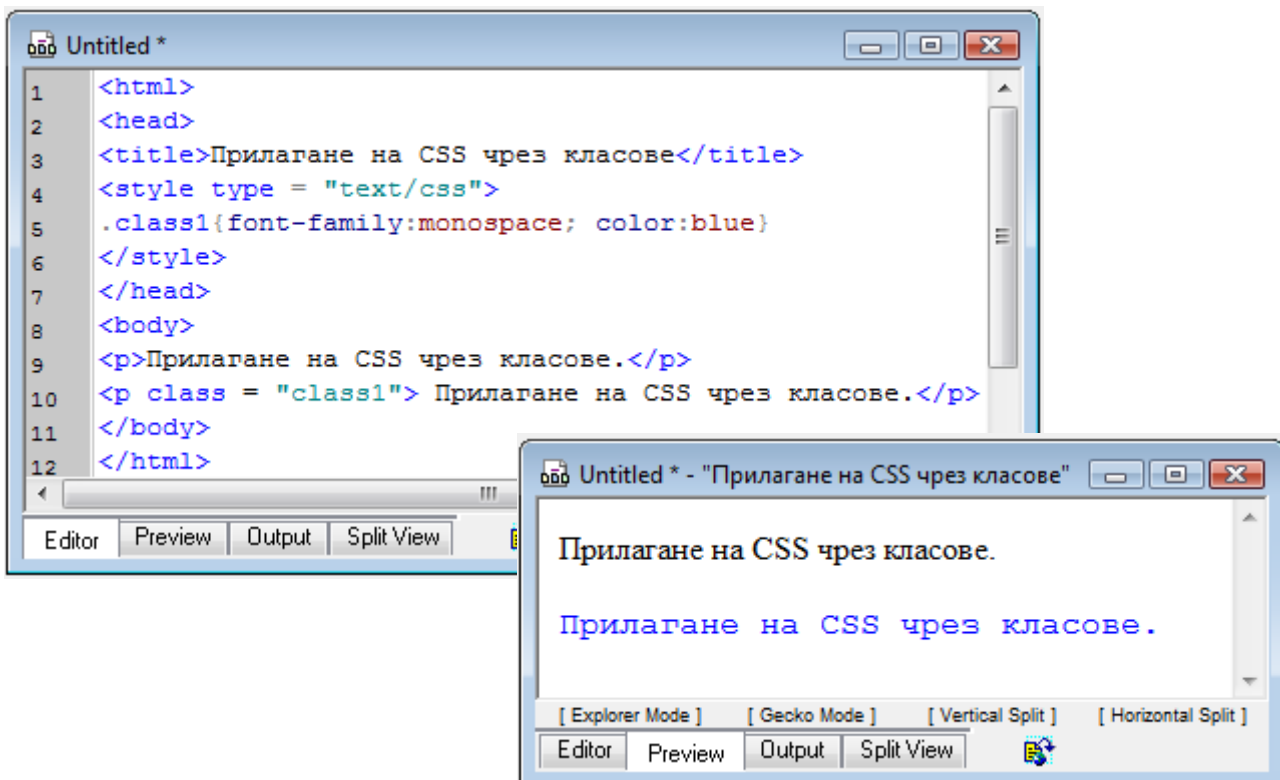 Untitled *
1 <html>
2 <head>
3 <title>Прилагане на CSS чрез класове</title>
4 <style type = "text/css">
5 .class1{font-family:monospace; color:blue}
6 </style>
7 </head>
8 <body>
9 <p>Прилагане на CSS чрез класове.</p>
10 <p class = "class1"> Прилагане на CSS чрез класове.</p>
11 </body>
12 </html>
Editor Preview Output Split View
Untitled * - "Прилагане на CSS чрез класове"
Прилагане на CSS чрез класове.
Прилагане на CSS чрез класове.
[ Explorer Mode ] [ Gecko Mode ] [ Vertical Split ] [ Horizontal Split ]
Editor Preview Output Split View